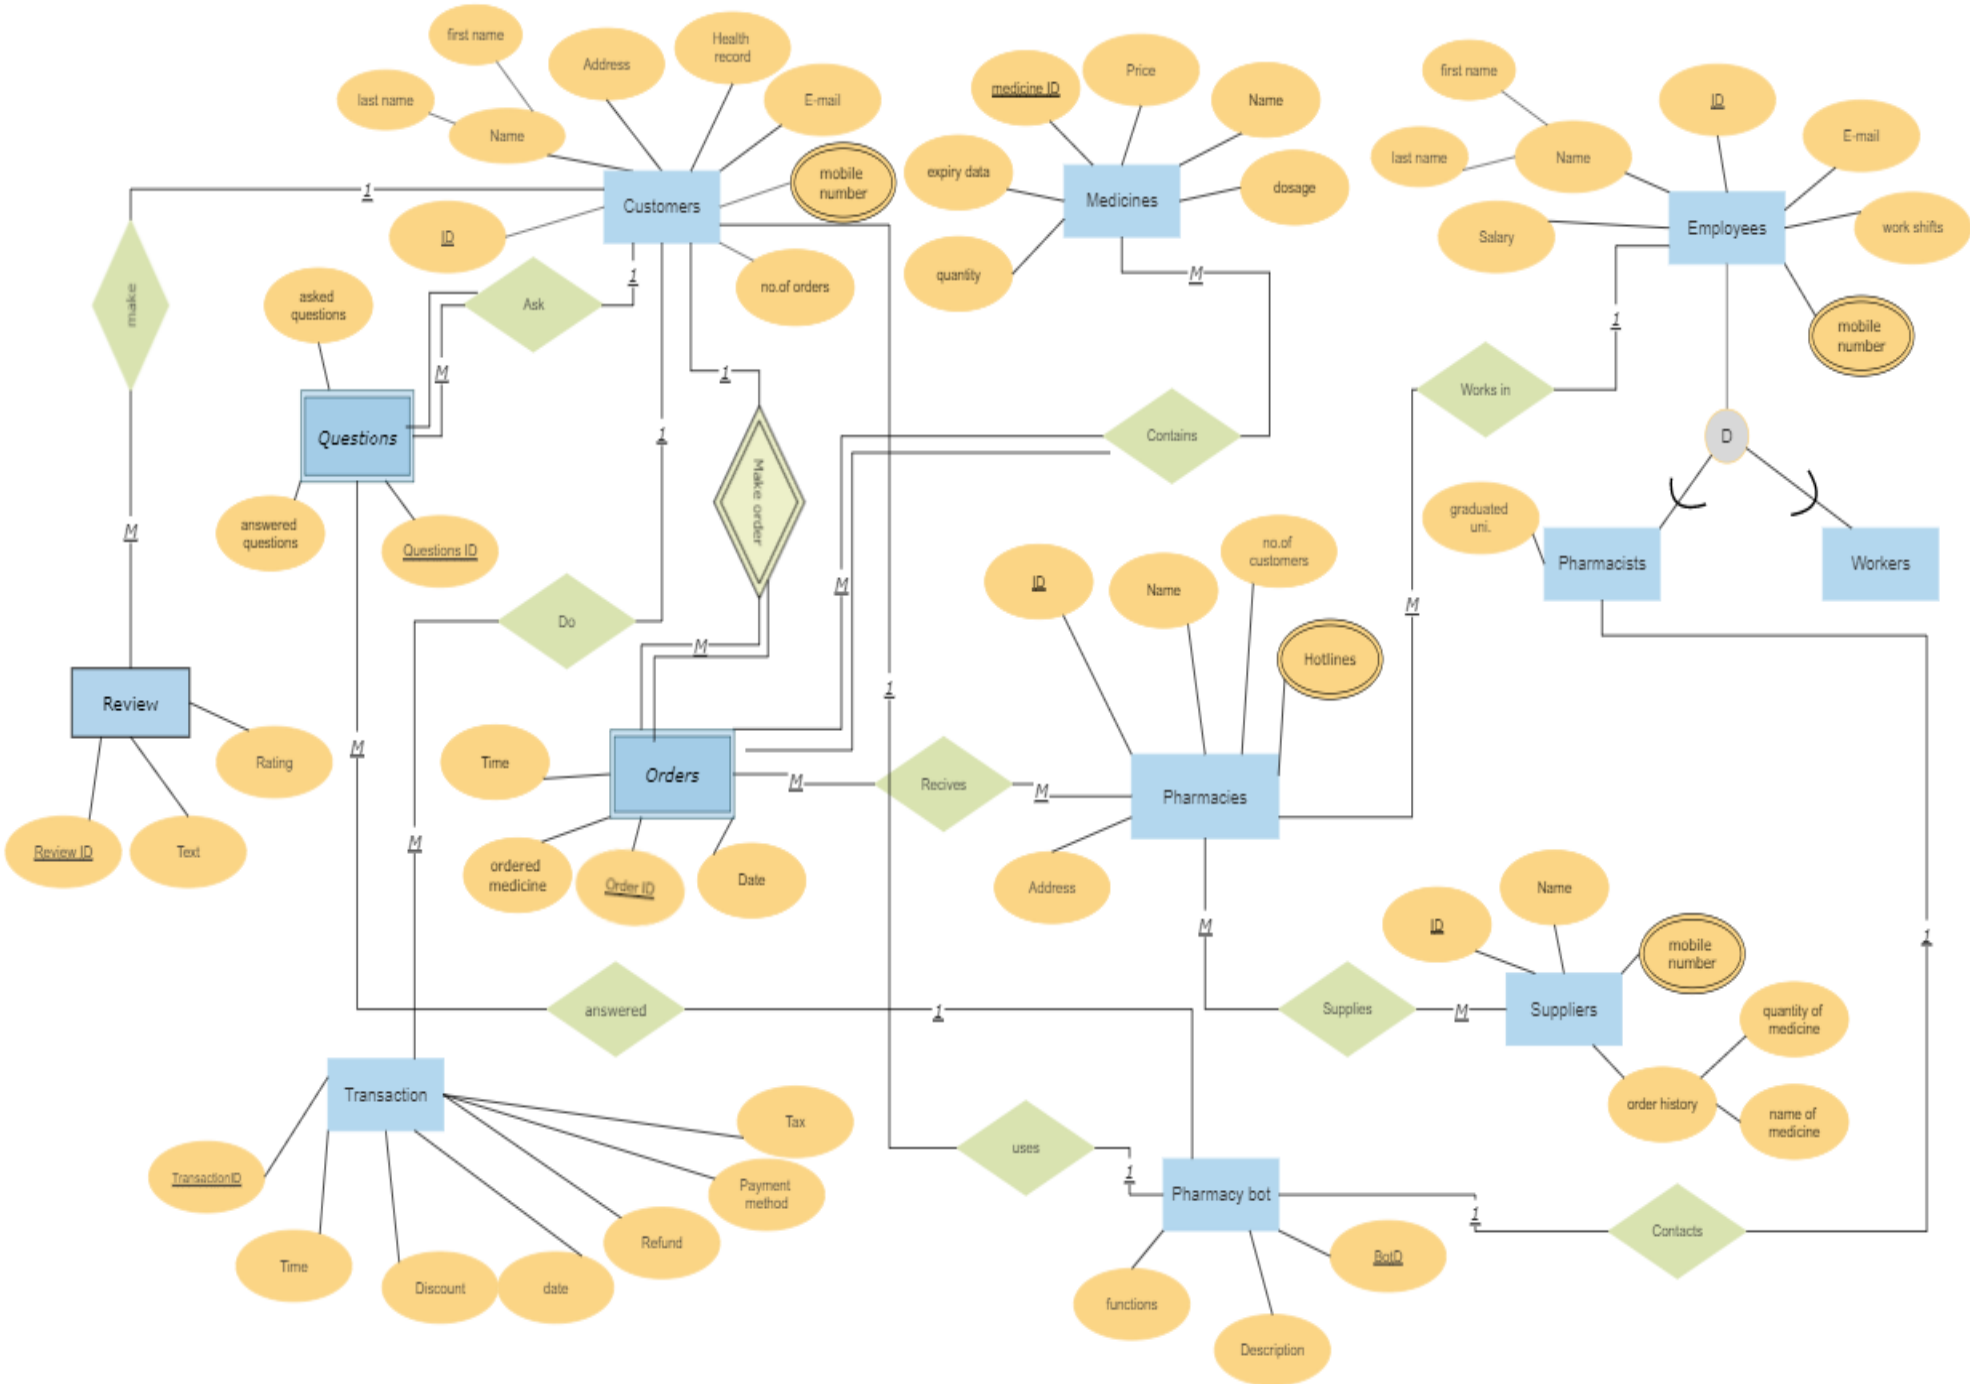 first name
last name
Name
Address
Health
record
E-mail
mobile
number
Customers
ID
no.of orders
1
make
M
Review
Rating
Review ID
Text
asked
questions
Ask
1
M
Questions
answered
questions
Questions ID
M
1
Do
M
1
Make order
M
1
medicine ID
Price
Name
expiry data
dosage
Medicines
quantity
M
Contains
M
Time
Orders
ordered
medicine
Order ID
Date
M
Recives
M
ID
Name
no.of
customers
Hotlines
Pharmacies
Address
M
first name
ID
last name
Name
E-mail
Salary
Employees
work shifts
mobile
number
1
Works in
M
D
graduated
uni.
Pharmacists
Workers
1
ID
Name
mobile
number
Supplies
M
Suppliers
quantity of
medicine
order history
name of
medicine
answered
1
Transaction
TransactionID
Time
Discount
date
Refund
Payment
method
Tax
uses
1
Pharmacy bot
1
Contacts
functions
Description
BotD